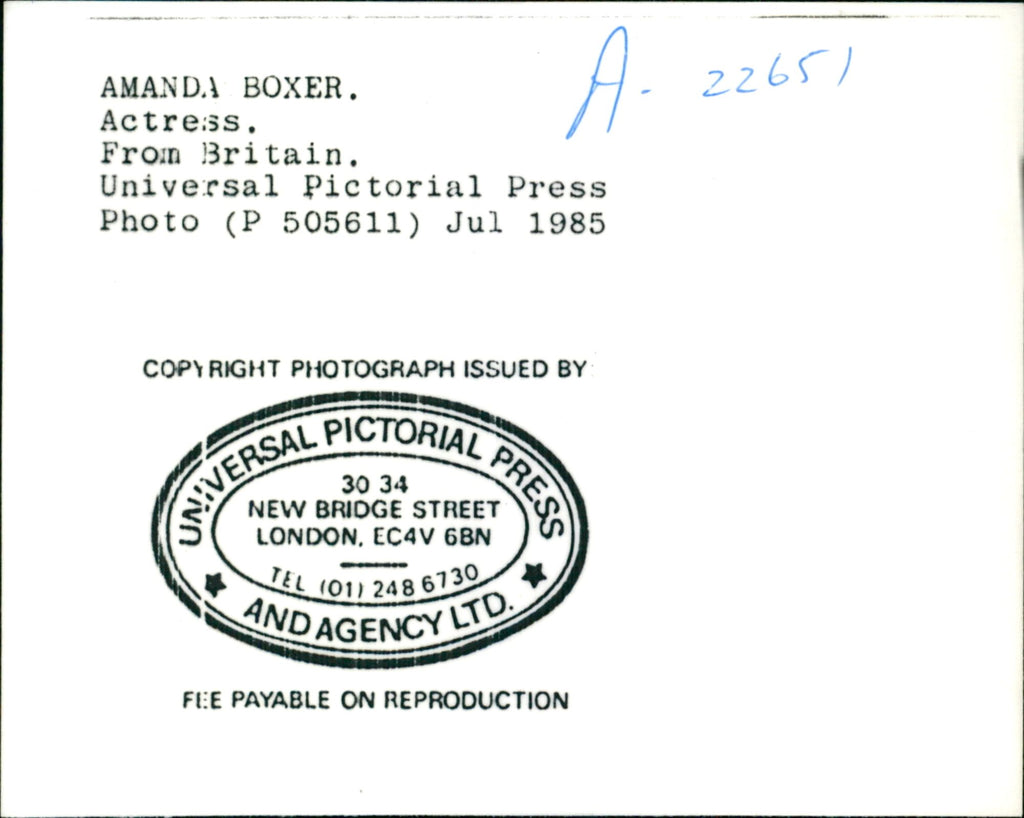 A- 22651
AMANDA BOXER.
Actress.
From Britain.
Universal Pictorial Press
Photo (P 505611) Jul 1985
COPYRIGHT PHOTOGRAPH ISSUED BY
UNIVERSAL PICTORIAL PRESS
30 34
NEW BRIDGE STREET
LONDON, EC4V 6BN
TEL (01) 248 6730
AND AGENCY LTD.
FEE PAYABLE ON REPRODUCTION